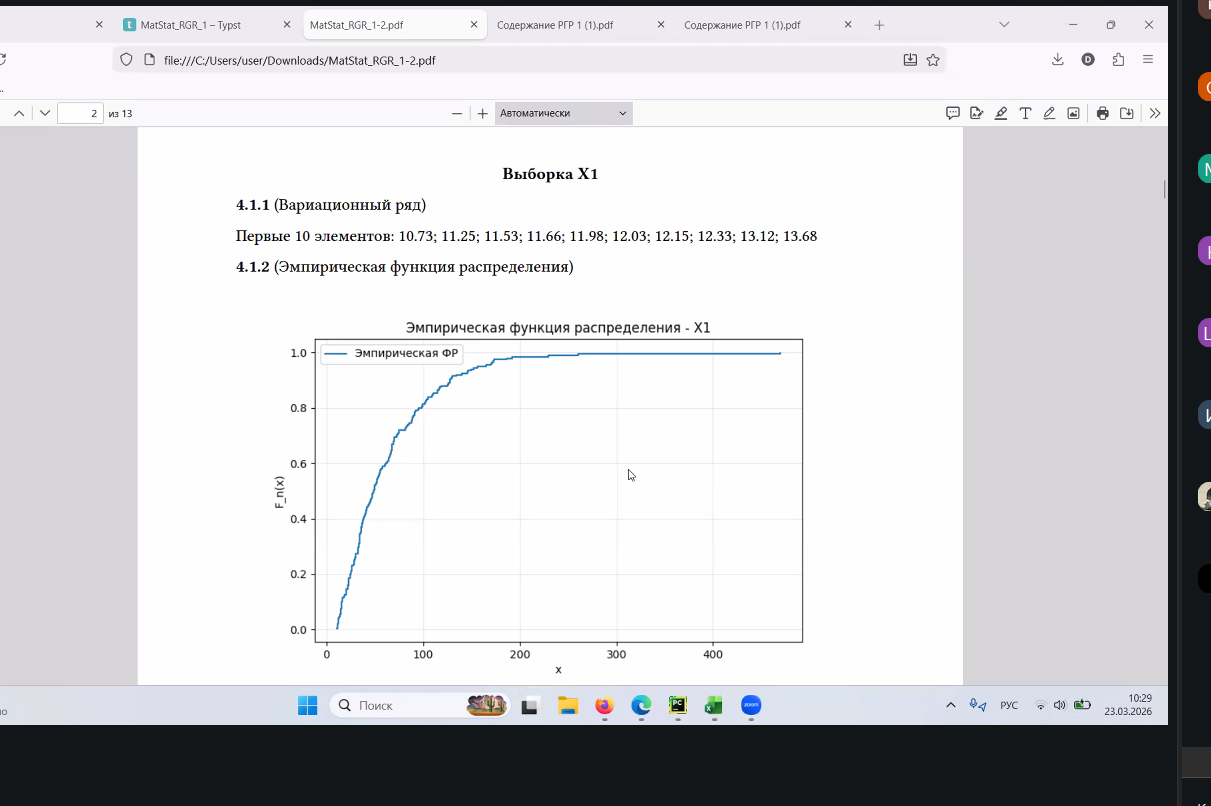 MatStat_RGR_1 – Typst
MatStat_RGR_1-2.pdf
Содержание РГР 1 (1).pdf
Содержание РГР 1 (1).pdf
file:///C:/Users/user/Downloads/MatStat_RGR_1-2.pdf
2 из 13
Автоматически
Выборка X1
4.1.1 (Вариационный ряд)
Первые 10 элементов: 10.73; 11.25; 11.53; 11.66; 11.98; 12.03; 12.15; 12.33; 13.12; 13.68
4.1.2 (Эмпирическая функция распределения)
Эмпирическая функция распределения - X1
Эмпирическая ФР
1.0
0.8
0.6
0.4
0.2
0.0
F_n(x)
0 100 200 300 400
x
Поиск
РУС
10:29
23.03.2026